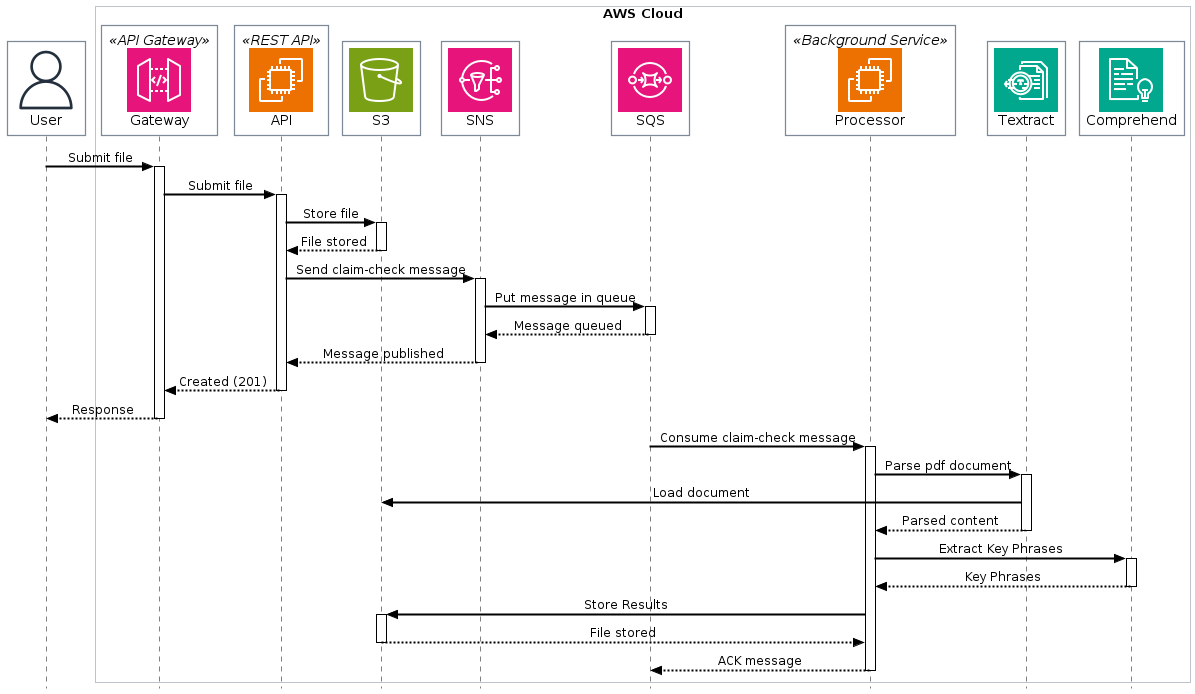 AWS Cloud
«API Gateway»
«REST API»
«Background Service»
User
Gateway
API
S3
SNS
SQS
Processor
Textract
Comprehend
Submit file
Submit file
Store file
File stored
Send claim-check message
Put message in queue
Message queued
Message published
Created (201)
Response
Consume claim-check message
Parse pdf document
Load document
Parsed content
Extract Key Phrases
Key Phrases
Store Results
File stored
ACK message